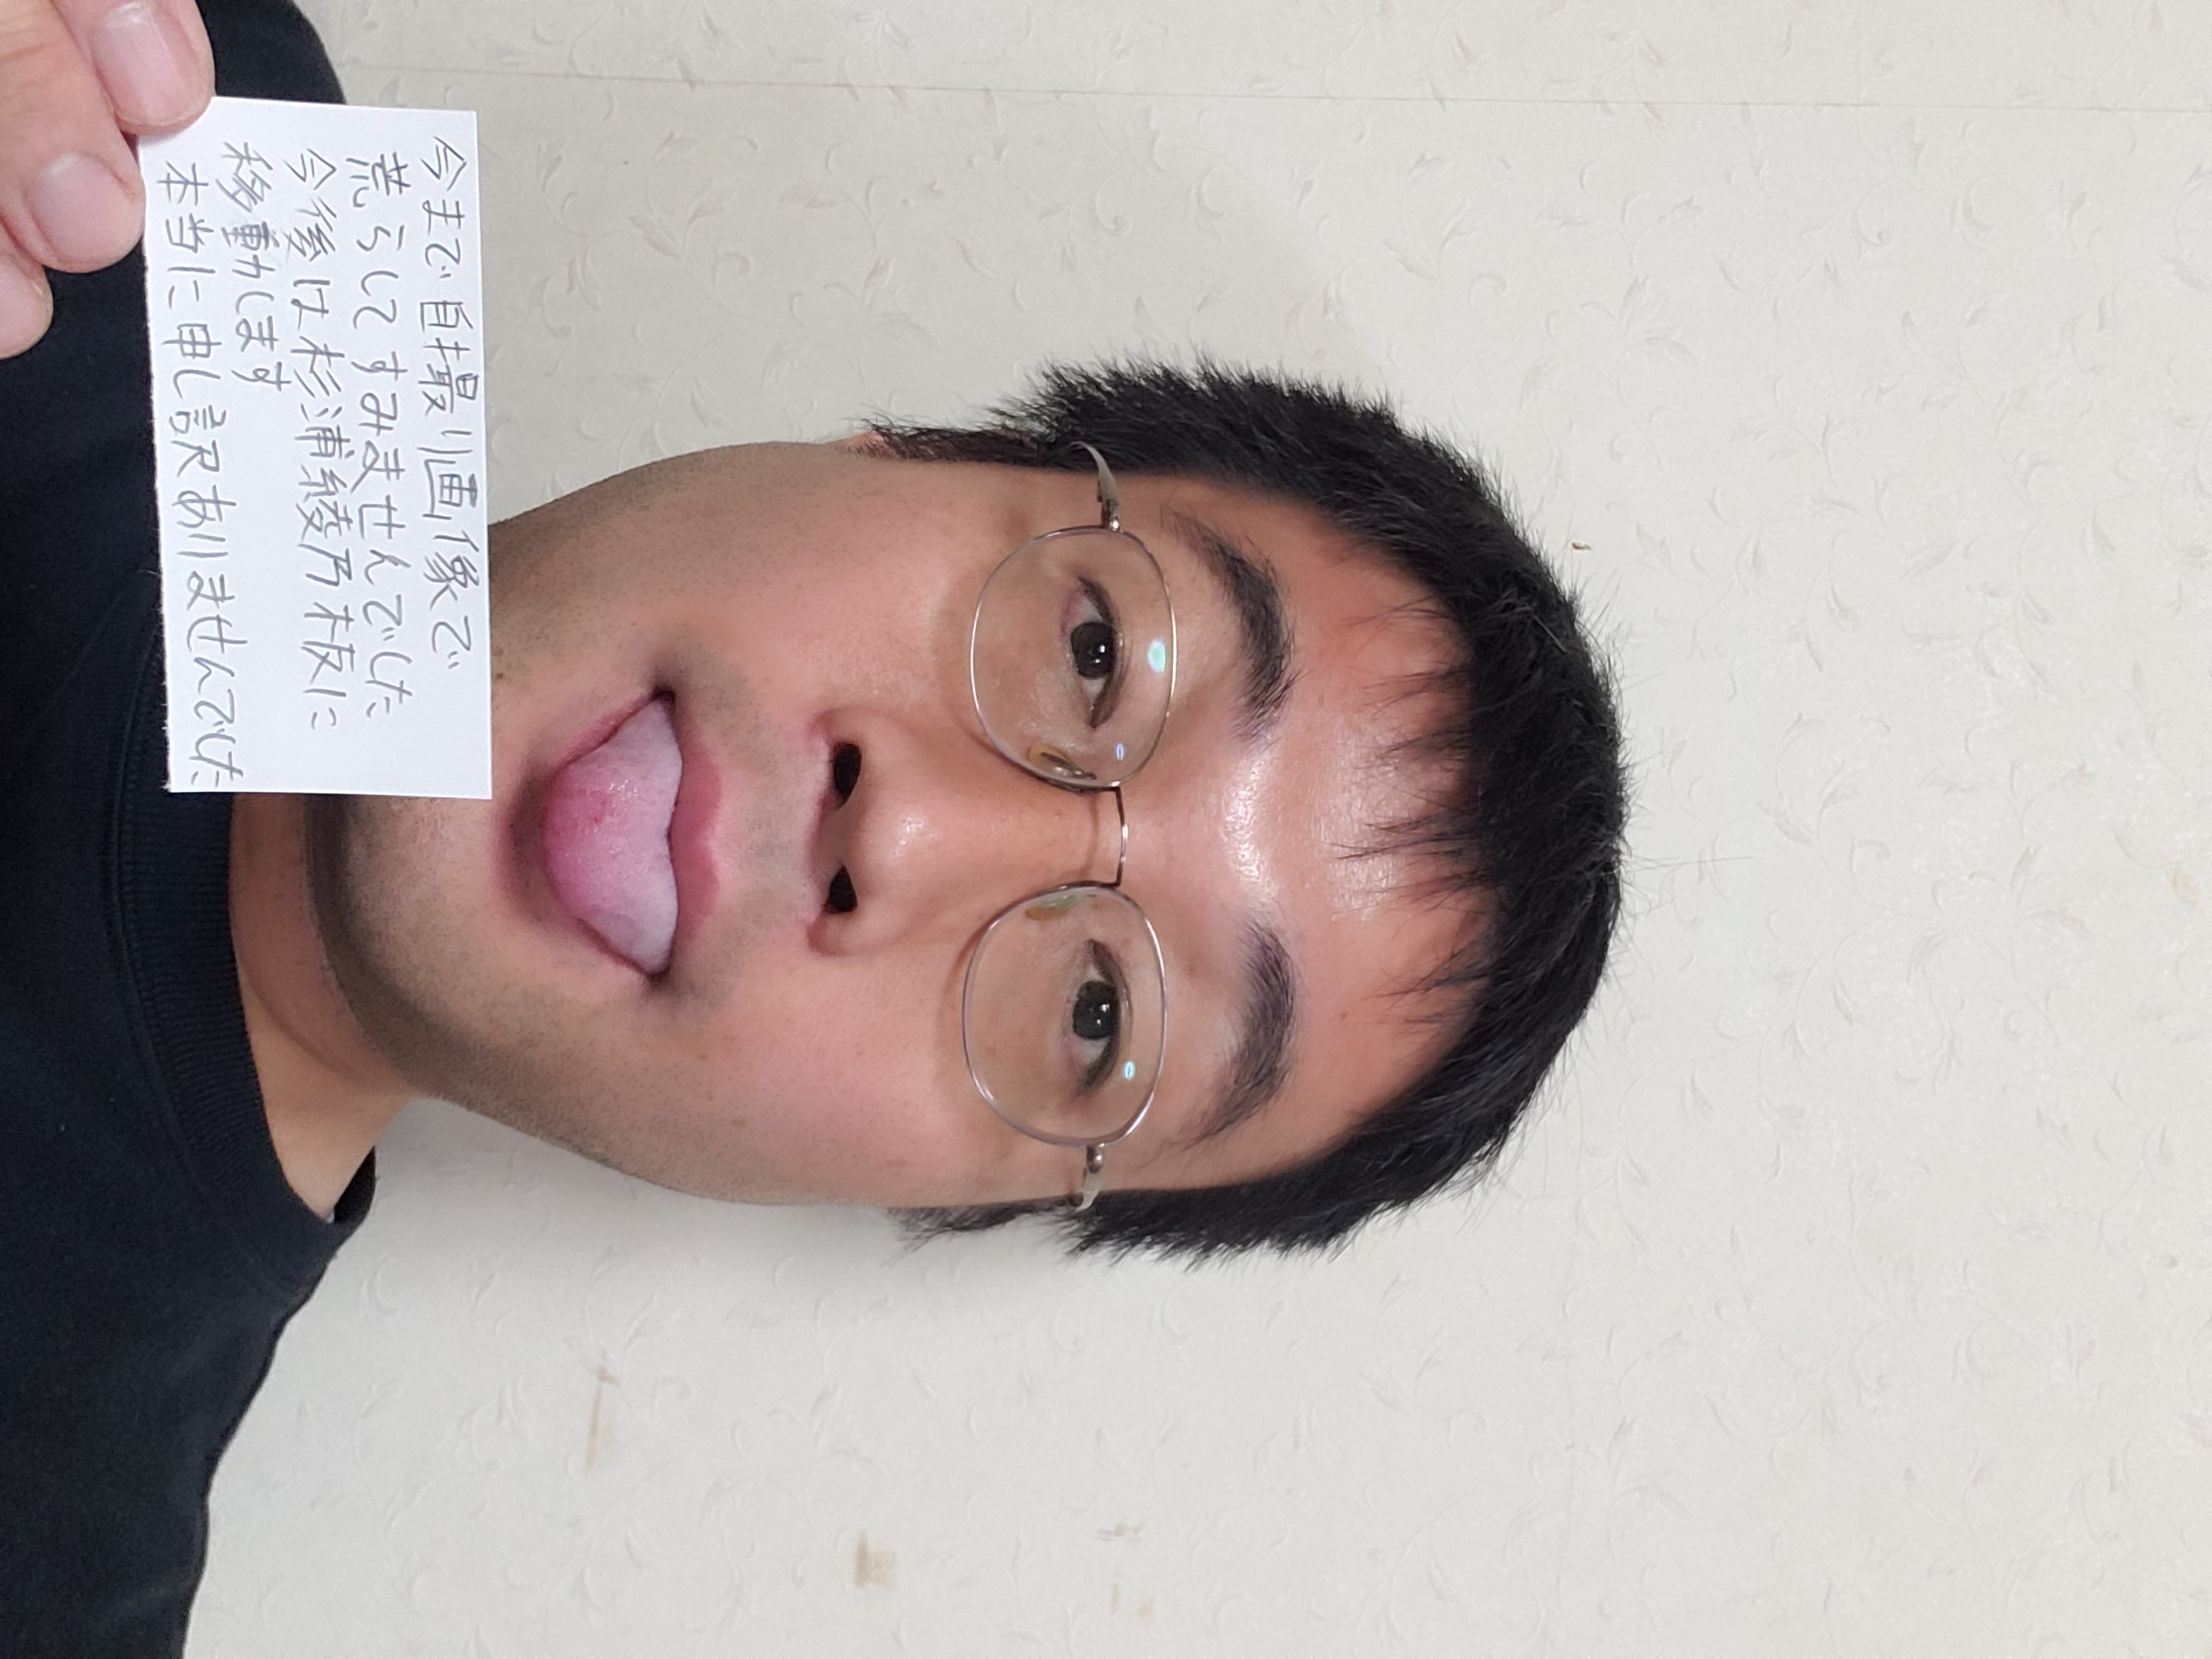 今まで自撮り画像で
荒らしてすみませんでした
今後は杉浦綾乃板に
移動します
本当に申し訳ありませんでした